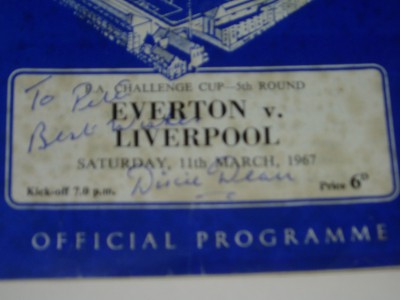 F.A. CHALLENGE CUP—5th ROUND
To Pete
EVERTON v.
Best Wishes
LIVERPOOL
SATURDAY, 11th MARCH, 1967
Dixie Dean
Kick-off 7.0 p.m. Price 6D
OFFICIAL PROGRAMME